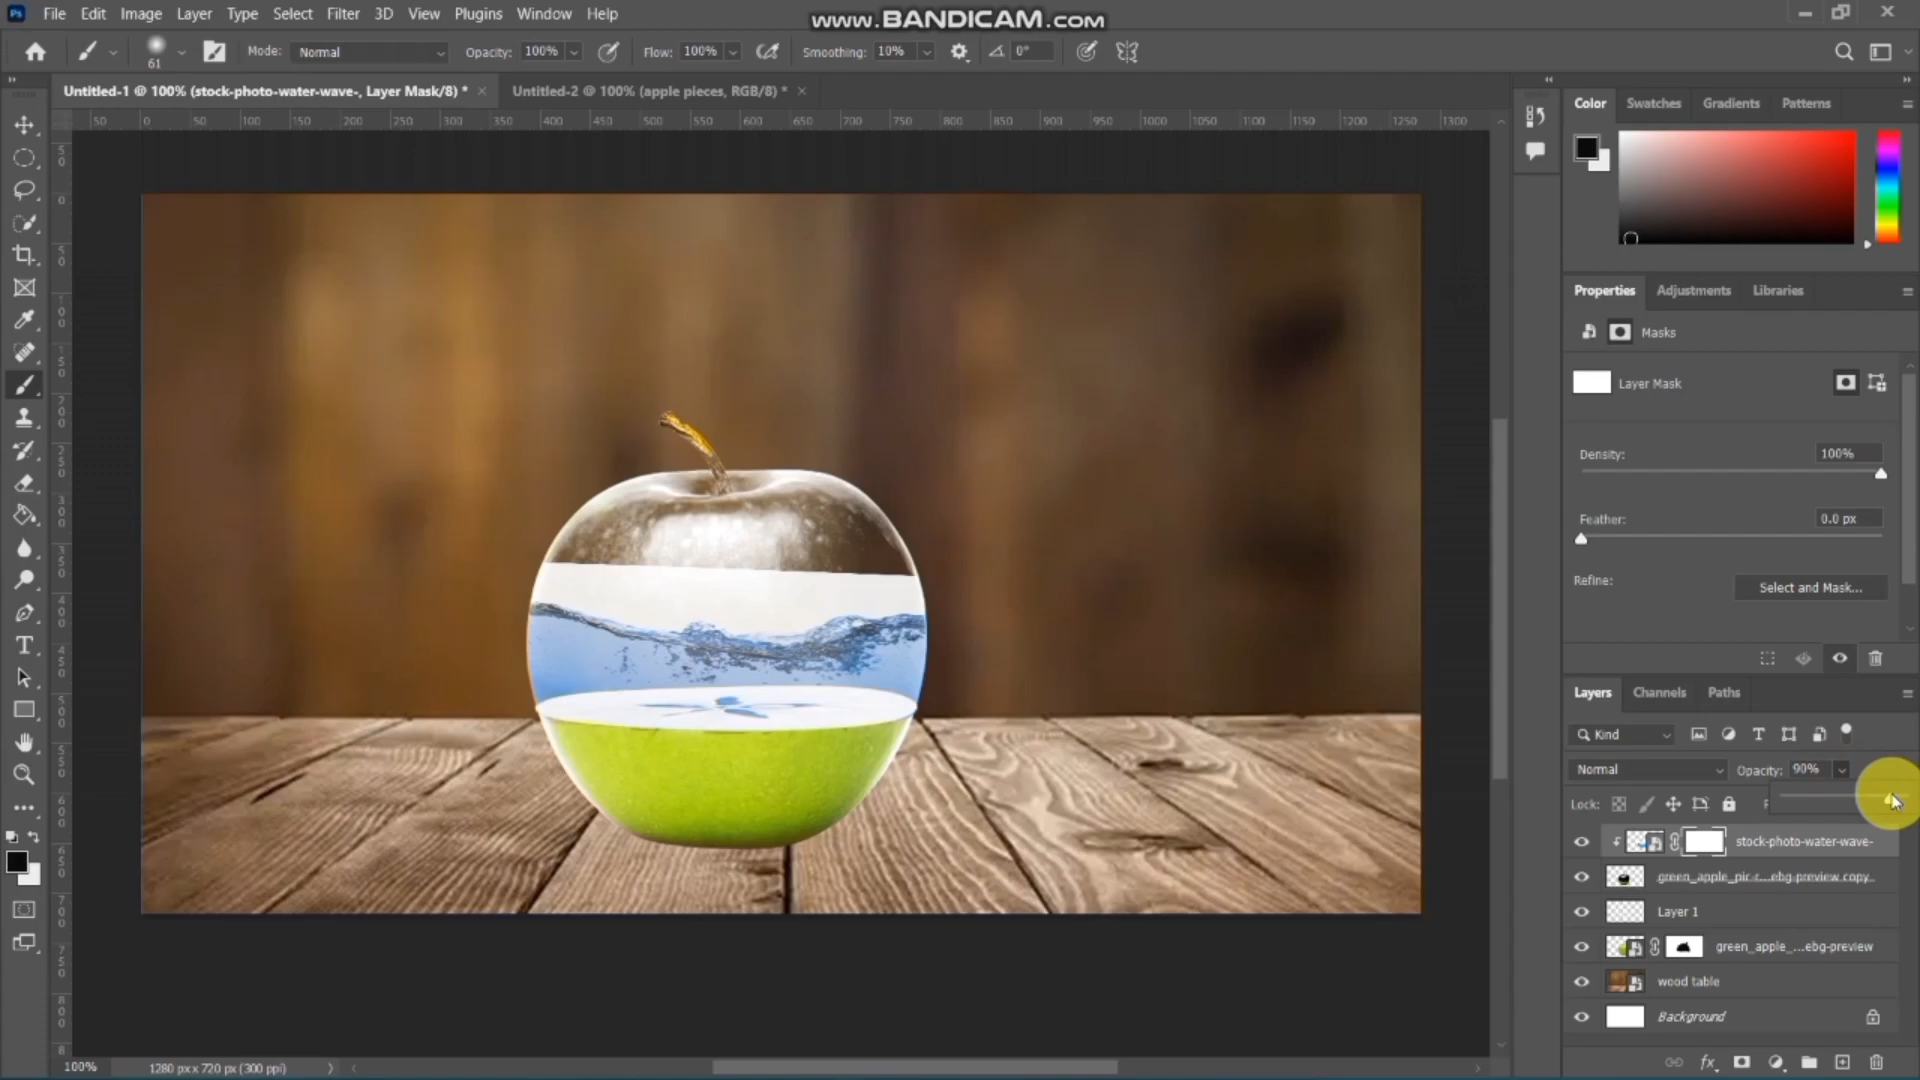 Ps File Edit Image Layer Type Select Filter 3D View Plugins Window Help
www.BANDICAM.com
61 Mode: Normal Opacity: 100% Flow: 100% Smoothing: 10% 0°
Untitled-1 @ 100% (stock-photo-water-wave-, Layer Mask/8) * × Untitled-2 @ 100% (apple pieces, RGB/8) * ×
50 0 50 100 150 200 250 300 350 400 450 500 550 600 650 700 750 800 850 900 950 1000 1050 1100 1150 1200 1250 1300
Color Swatches Gradients Patterns
Properties Adjustments Libraries
Masks
Layer Mask
Density: 100%
Feather: 0.0 px
Refine: Select and Mask...
Layers Channels Paths
Kind
Normal Opacity: 90%
Lock:
stock-photo-water-wave-
green_apple_pic-r...ebg-preview copy
Layer 1
green_apple_...ebg-preview
wood table
Background
100% 1280 px x 720 px (300 ppi)